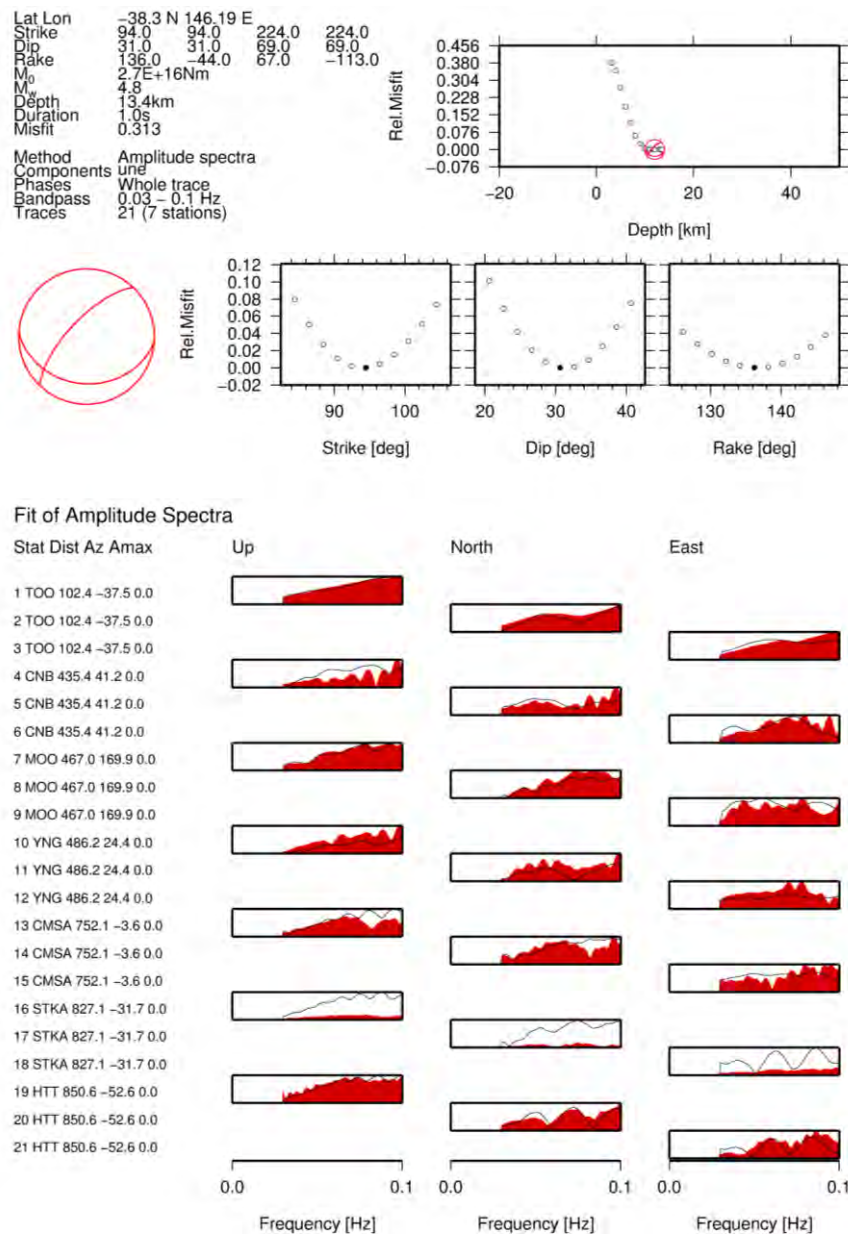 Lat Lon −38.3 N 146.19 E
Strike 94.0 94.0 224.0 224.0
Dip 31.0 31.0 69.0 69.0
Rake 136.0 −44.0 67.0 −113.0
M0 2.7E+16Nm
Mw 4.8
Depth 13.4km
Duration 1.0s
Misfit 0.313
Method Amplitude spectra
Components une
Phases Whole trace
Bandpass 0.03 − 0.1 Hz
Traces 21 (7 stations)
Rel.Misfit
0.456
0.380
0.304
0.228
0.152
0.076
0.000
−0.076
−20 0 20 40
Depth [km]
Rel.Misfit
0.12
0.10
0.08
0.06
0.04
0.02
0.00
−0.02
90 100
Strike [deg]
20 30 40
Dip [deg]
130 140
Rake [deg]
Fit of Amplitude Spectra
Stat Dist Az Amax Up North East
1 TOO 102.4 −37.5 0.0
2 TOO 102.4 −37.5 0.0
3 TOO 102.4 −37.5 0.0
4 CNB 435.4 41.2 0.0
5 CNB 435.4 41.2 0.0
6 CNB 435.4 41.2 0.0
7 MOO 467.0 169.9 0.0
8 MOO 467.0 169.9 0.0
9 MOO 467.0 169.9 0.0
10 YNG 486.2 24.4 0.0
11 YNG 486.2 24.4 0.0
12 YNG 486.2 24.4 0.0
13 CMSA 752.1 −3.6 0.0
14 CMSA 752.1 −3.6 0.0
15 CMSA 752.1 −3.6 0.0
16 STKA 827.1 −31.7 0.0
17 STKA 827.1 −31.7 0.0
18 STKA 827.1 −31.7 0.0
19 HTT 850.6 −52.6 0.0
20 HTT 850.6 −52.6 0.0
21 HTT 850.6 −52.6 0.0
0.0 0.1 0.0 0.1 0.0 0.1
Frequency [Hz] Frequency [Hz] Frequency [Hz]